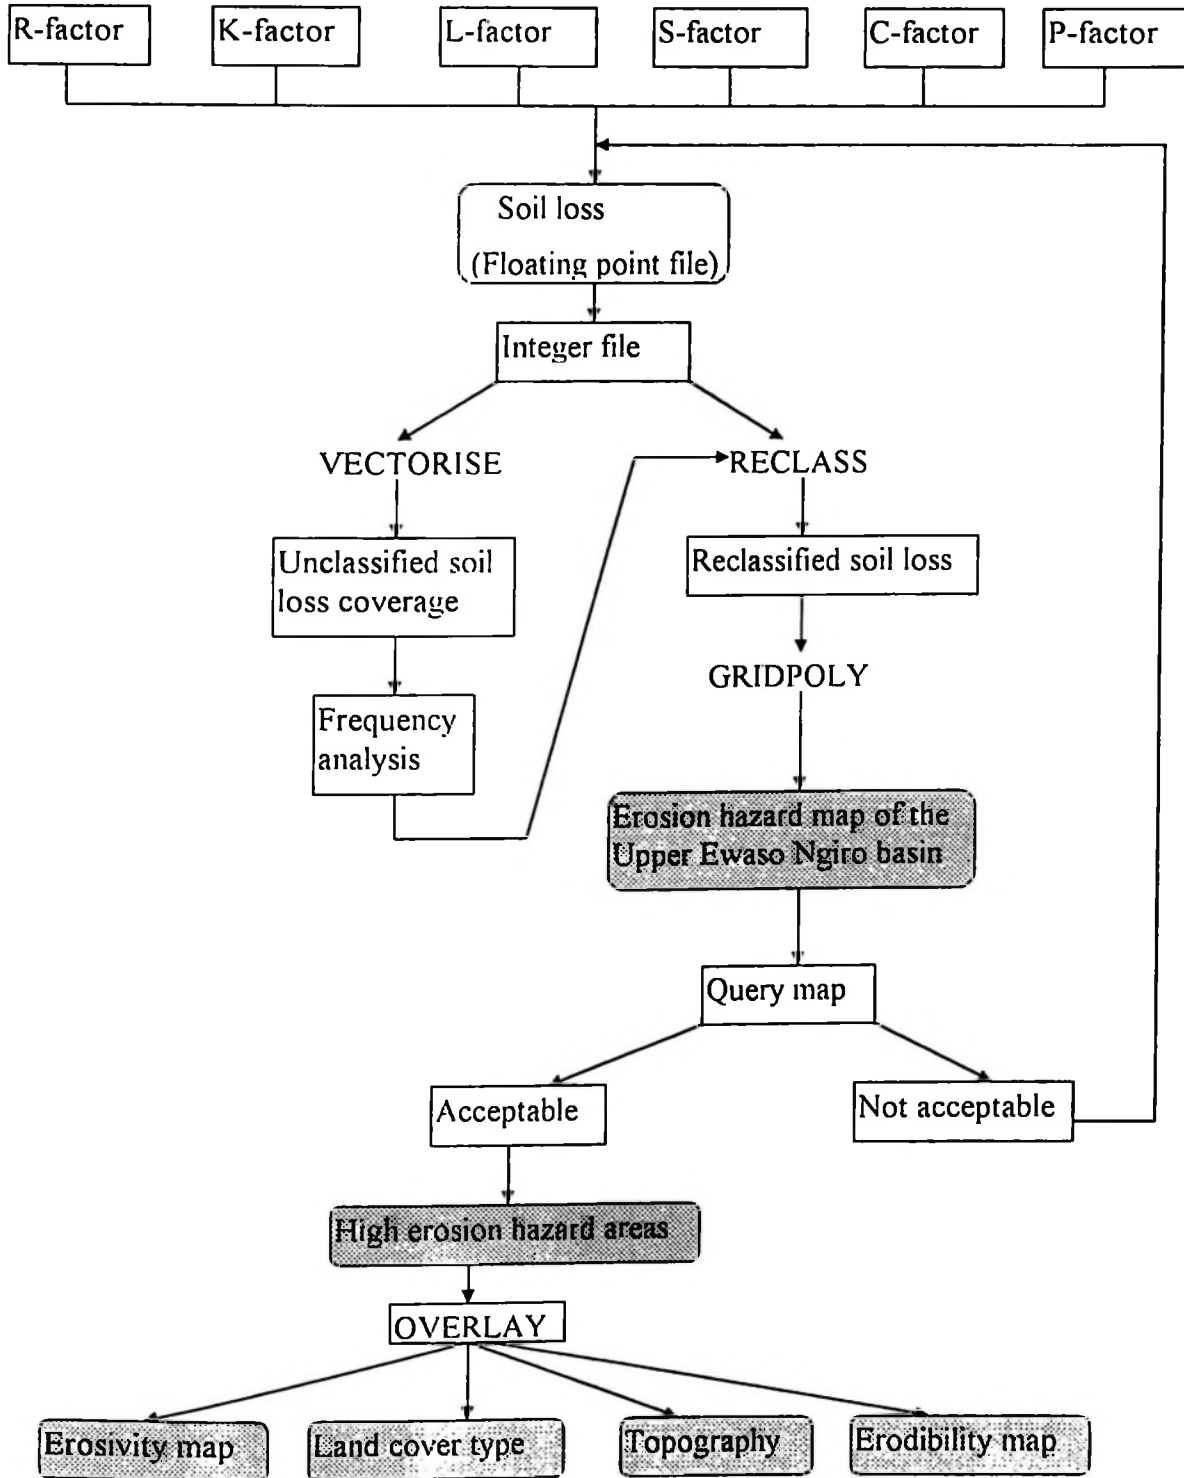 R-factor
K-factor
L-factor
S-factor
C-factor
P-factor
Soil loss
(Floating point file)
Integer file
VECTORISE
RECLASS
Unclassified soil
loss coverage
Reclassified soil loss
GRIDPOLY
Frequency
analysis
Erosion hazard map of the
Upper Ewaso Ngiro basin
Query map
Acceptable
Not acceptable
High erosion hazard areas
OVERLAY
Erosivity map
Land cover type
Topography
Erodibility map